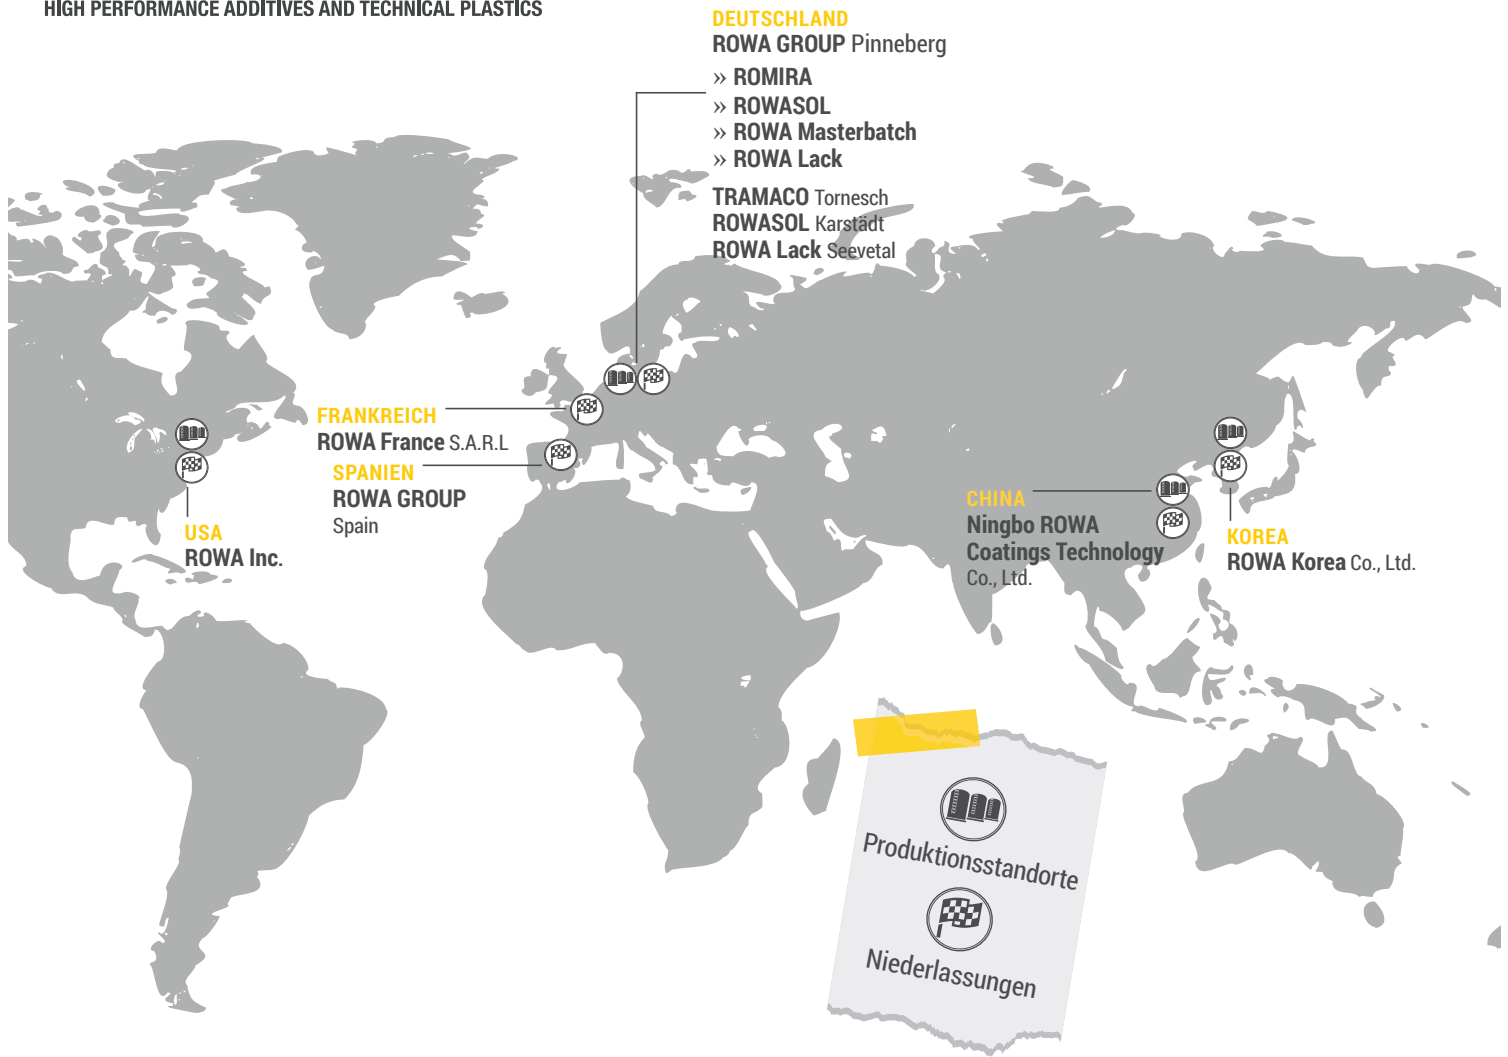 HIGH PERFORMANCE ADDITIVES AND TECHNICAL PLASTICS
DEUTSCHLAND
ROWA GROUP Pinneberg
» ROMIRA
» ROWASOL
» ROWA Masterbatch
» ROWA Lack
TRAMACO Tornesch
ROWASOL Karstädt
ROWA Lack Seevetal
FRANKREICH
ROWA France S.A.R.L
SPANIEN
ROWA GROUP
Spain
USA
ROWA Inc.
CHINA
Ningbo ROWA
Coatings Technology
Co., Ltd.
KOREA
ROWA Korea Co., Ltd.
Produktionsstandorte
Niederlassungen